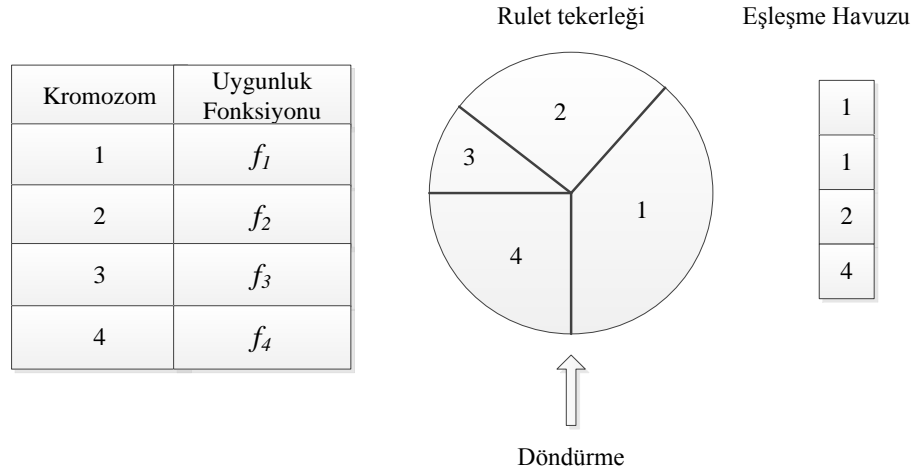 Rulet tekerleği
Eşleşme Havuzu
Kromozom
Uygunluk
Fonksiyonu
1
f1
2
f2
3
f3
4
f4
2
3
1
4
1
1
2
4
Döndürme